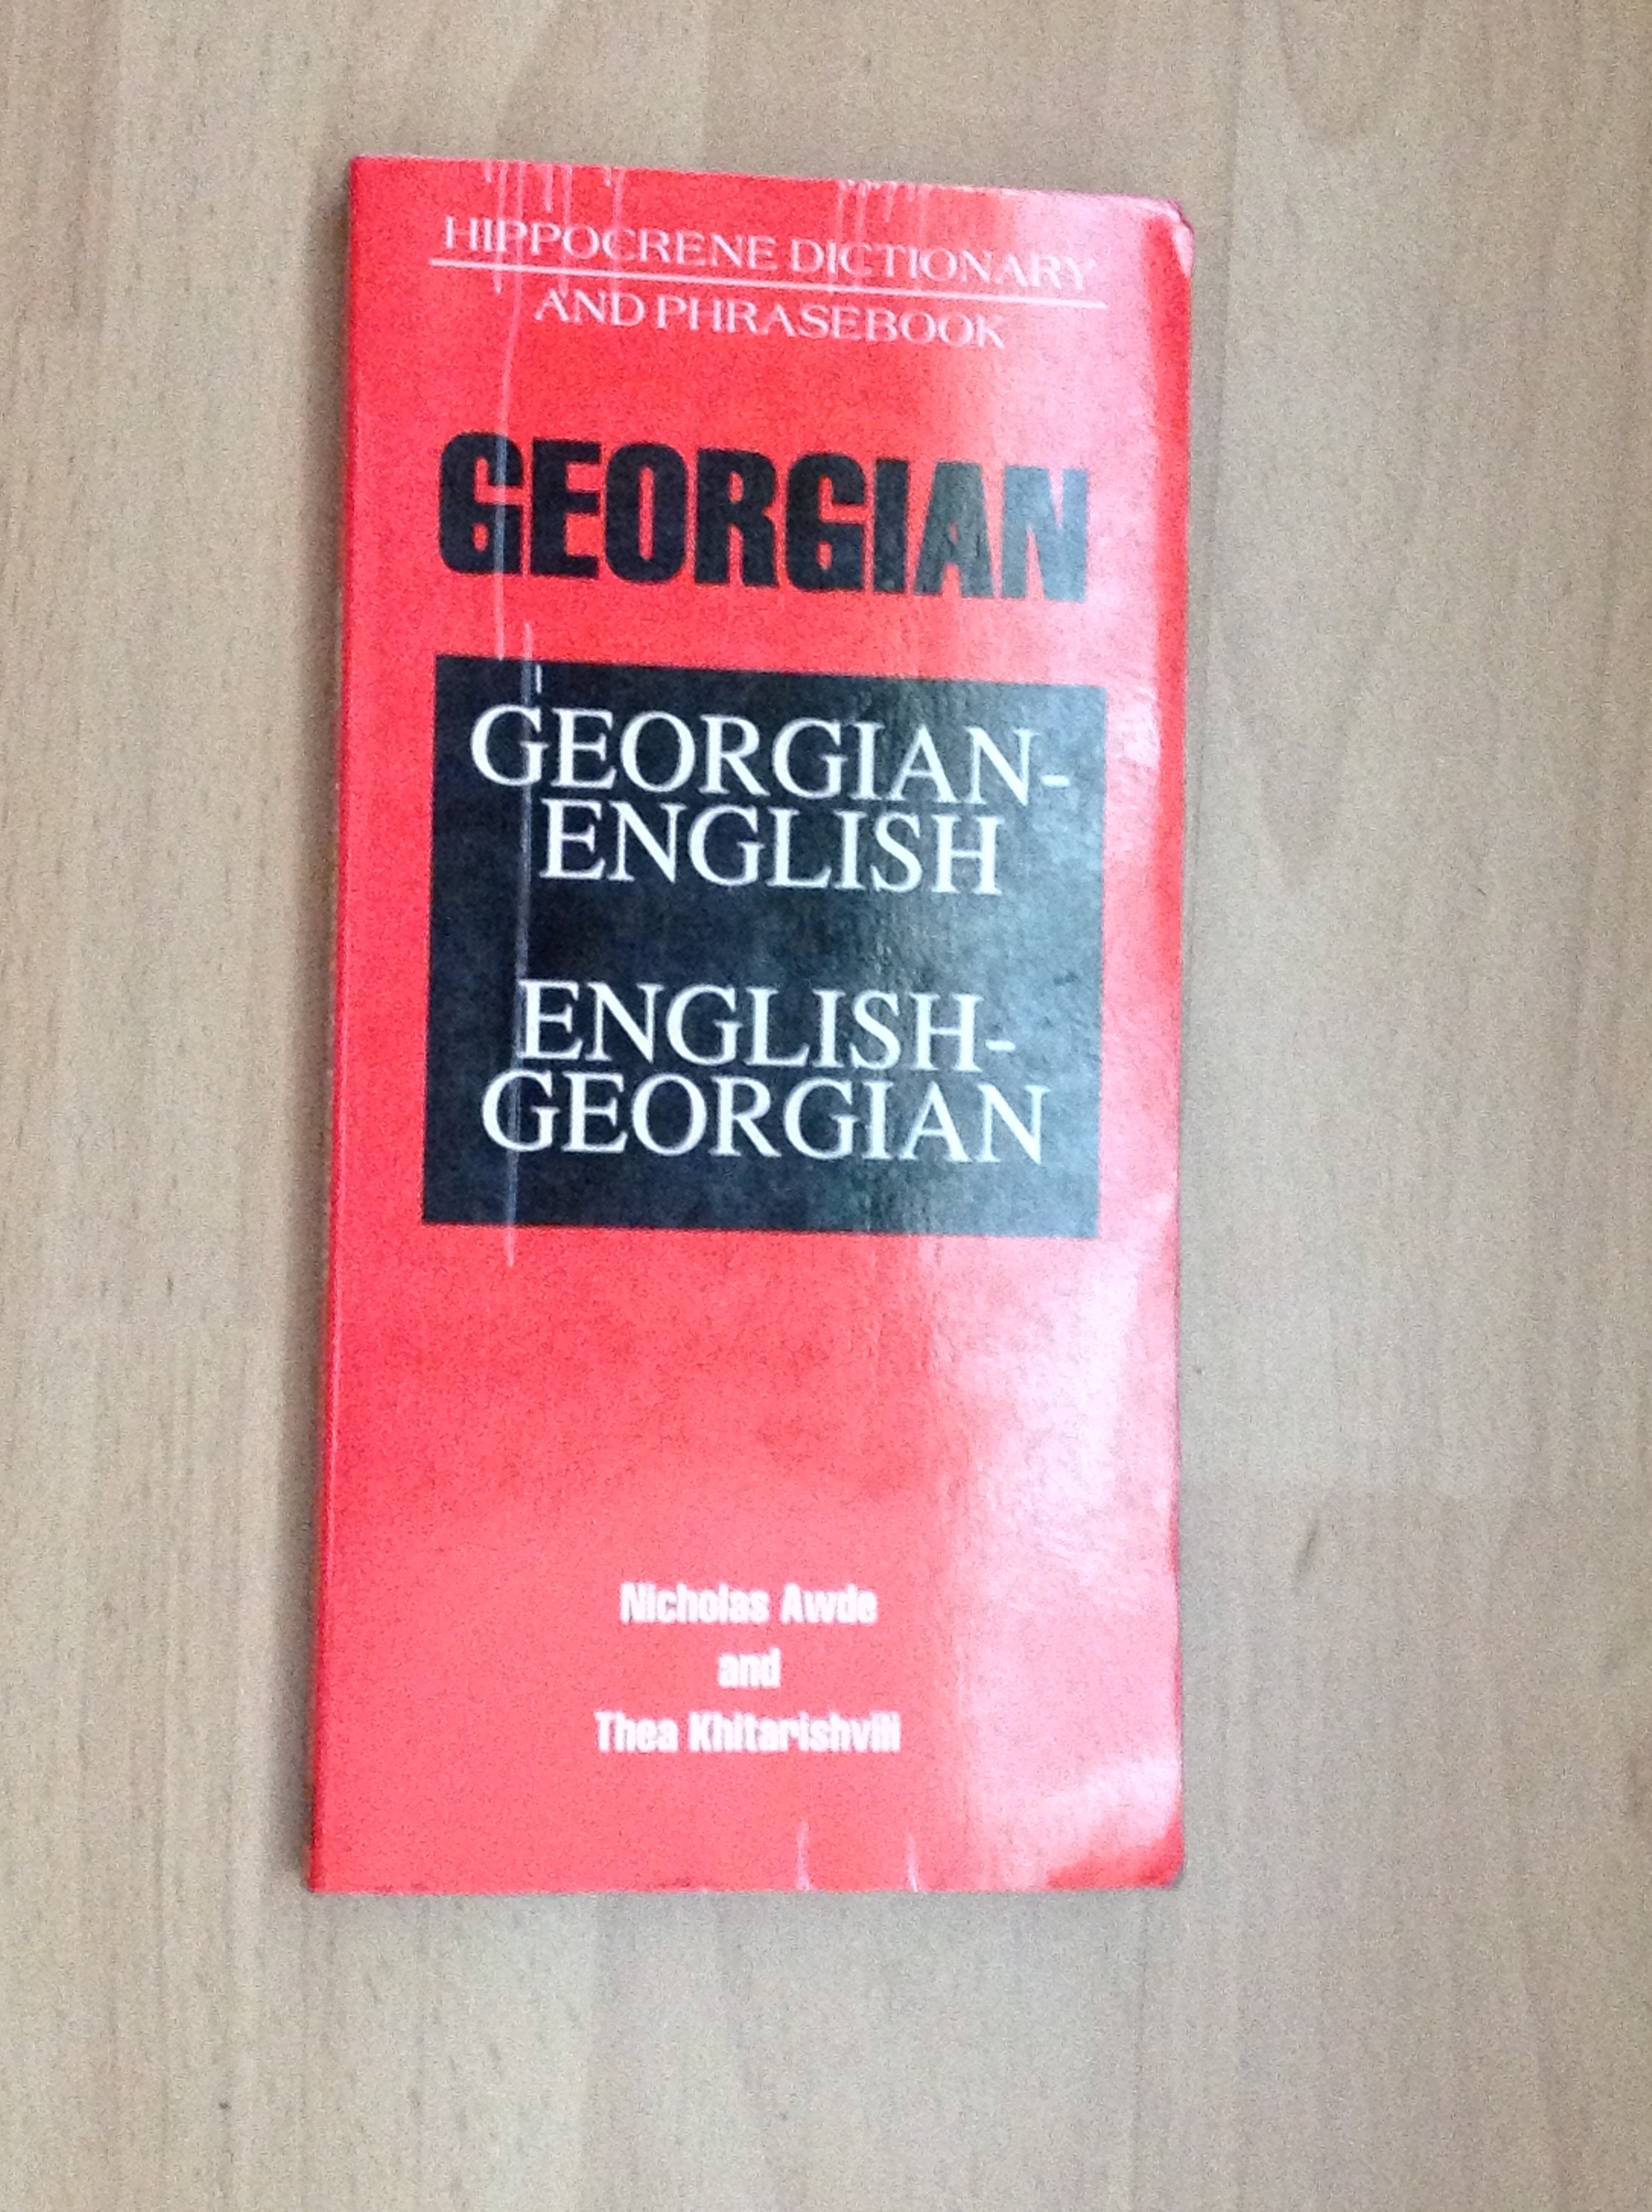 HIPPOCRENE DICTIONARY
AND PHRASEBOOK
GEORGIAN
GEORGIAN-
ENGLISH
ENGLISH-
GEORGIAN
Nicholas Awde
and
Thea Khitarishvili